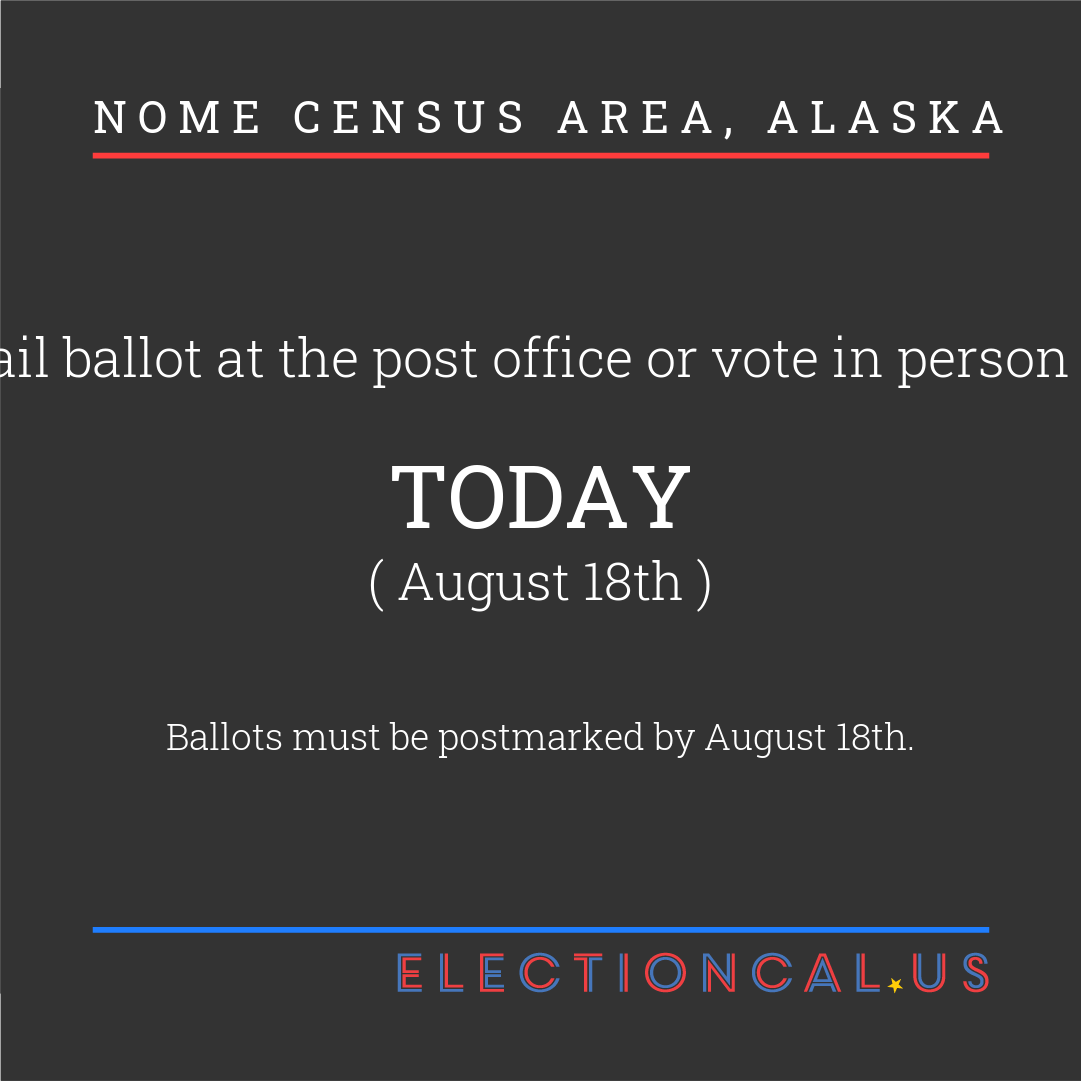 NOME CENSUS AREA, ALASKA
ail ballot at the post office or vote in person
TODAY
( August 18th )
Ballots must be postmarked by August 18th.
ELECTIONCAL.US